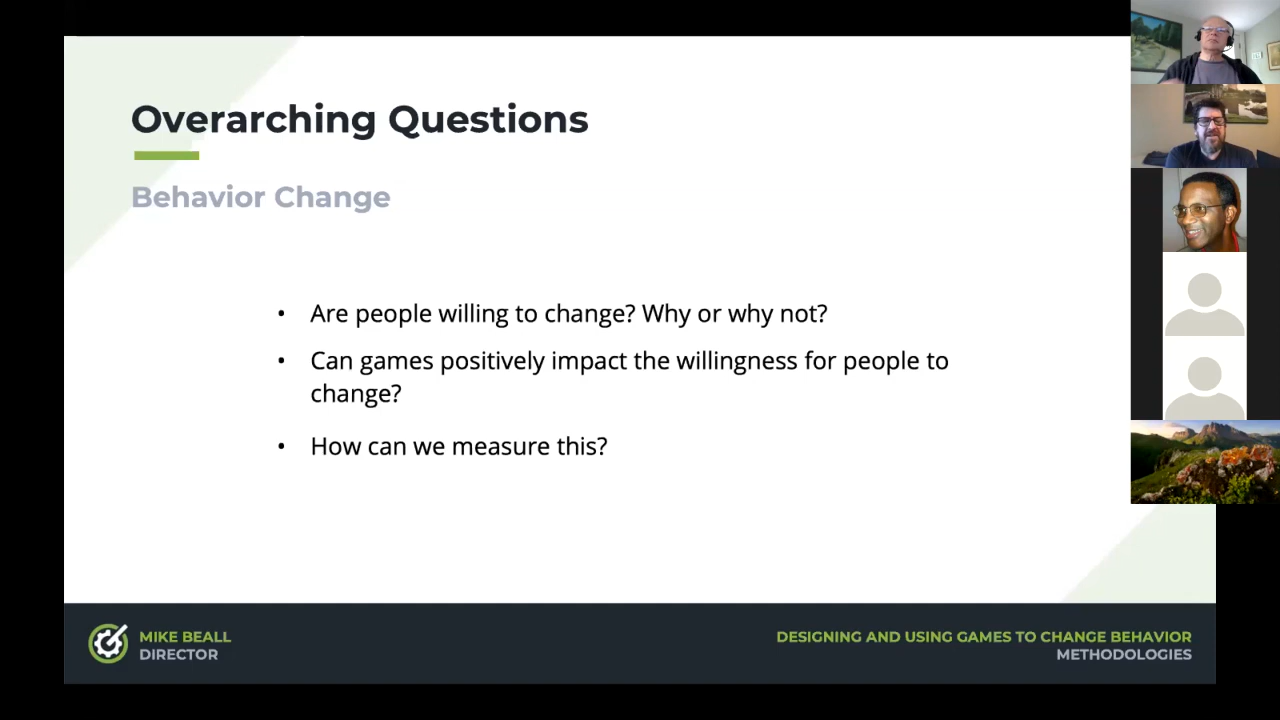 Overarching Questions
Behavior Change
• Are people willing to change? Why or why not?
• Can games positively impact the willingness for people to
change?
• How can we measure this?
MIKE BEALL
DIRECTOR
DESIGNING AND USING GAMES TO CHANGE BEHAVIOR
METHODOLOGIES